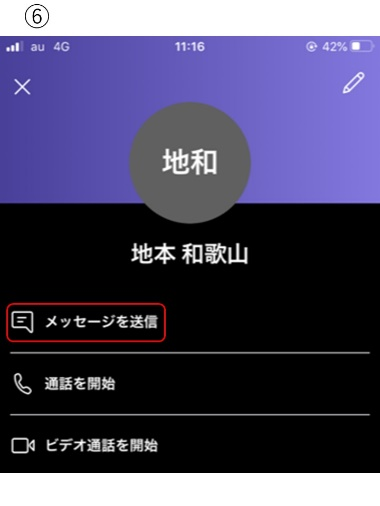 ⑥
au 4G 11:16 42%
地和
地本 和歌山
メッセージを送信
通話を開始
ビデオ通話を開始